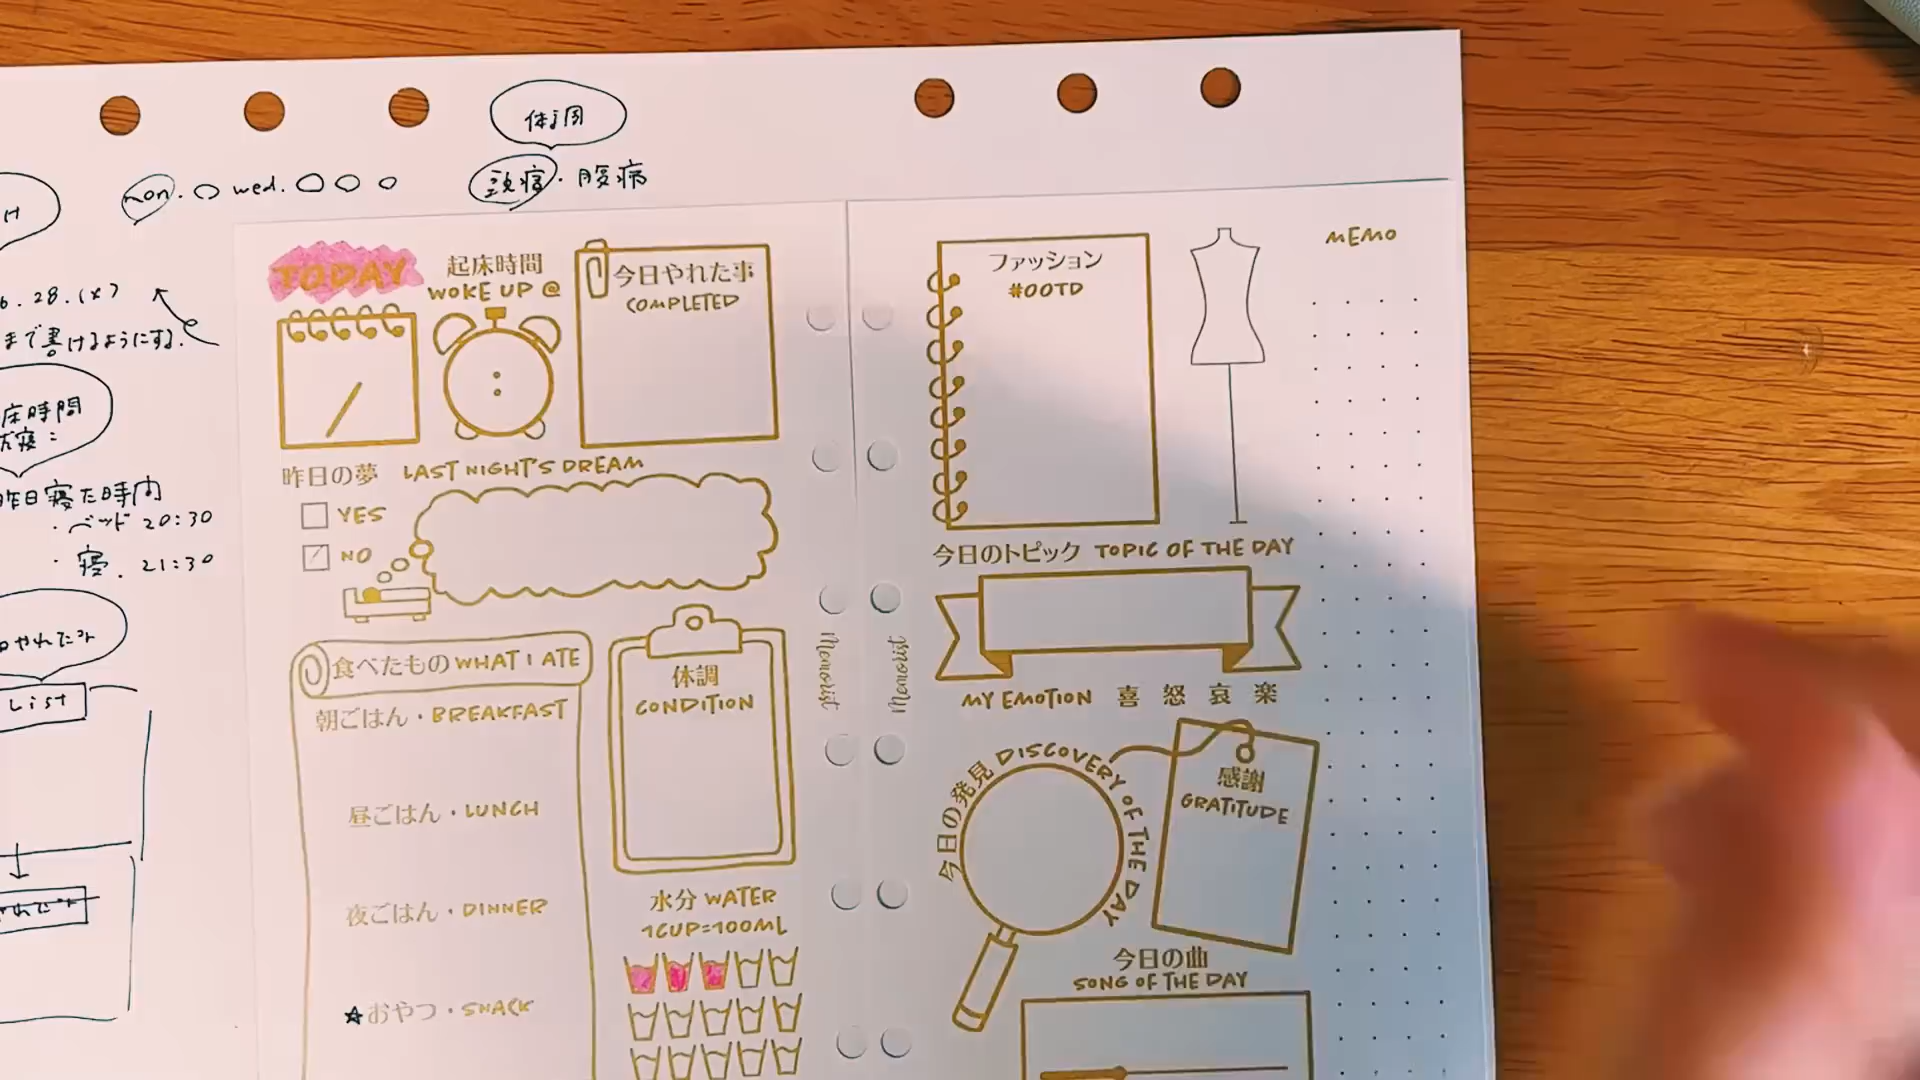 体調
mon. wed.
頭痛・腹痛
6.28.(x)
まで書けるようにする.
床時間
昨日寝た時間
・ベッド 20:30
・寝. 21:30
List
TODAY
起床時間
WOKE UP @
今日やれた事
COMPLETED
昨日の夢 LAST NIGHT'S DREAM
YES
NO
食べたもの WHAT I ATE
朝ごはん・BREAKFAST
昼ごはん・LUNCH
夜ごはん・DINNER
☆おやつ・SNACK
体調
CONDITION
水分 WATER
1CUP=100ML
Memorist
Memorist
ファッション
#OOTD
MEMO
今日のトピック TOPIC OF THE DAY
MY EMOTION 喜 怒 哀 楽
今日の発見 DISCOVERY OF THE DAY
感謝
GRATITUDE
今日の曲
SONG OF THE DAY